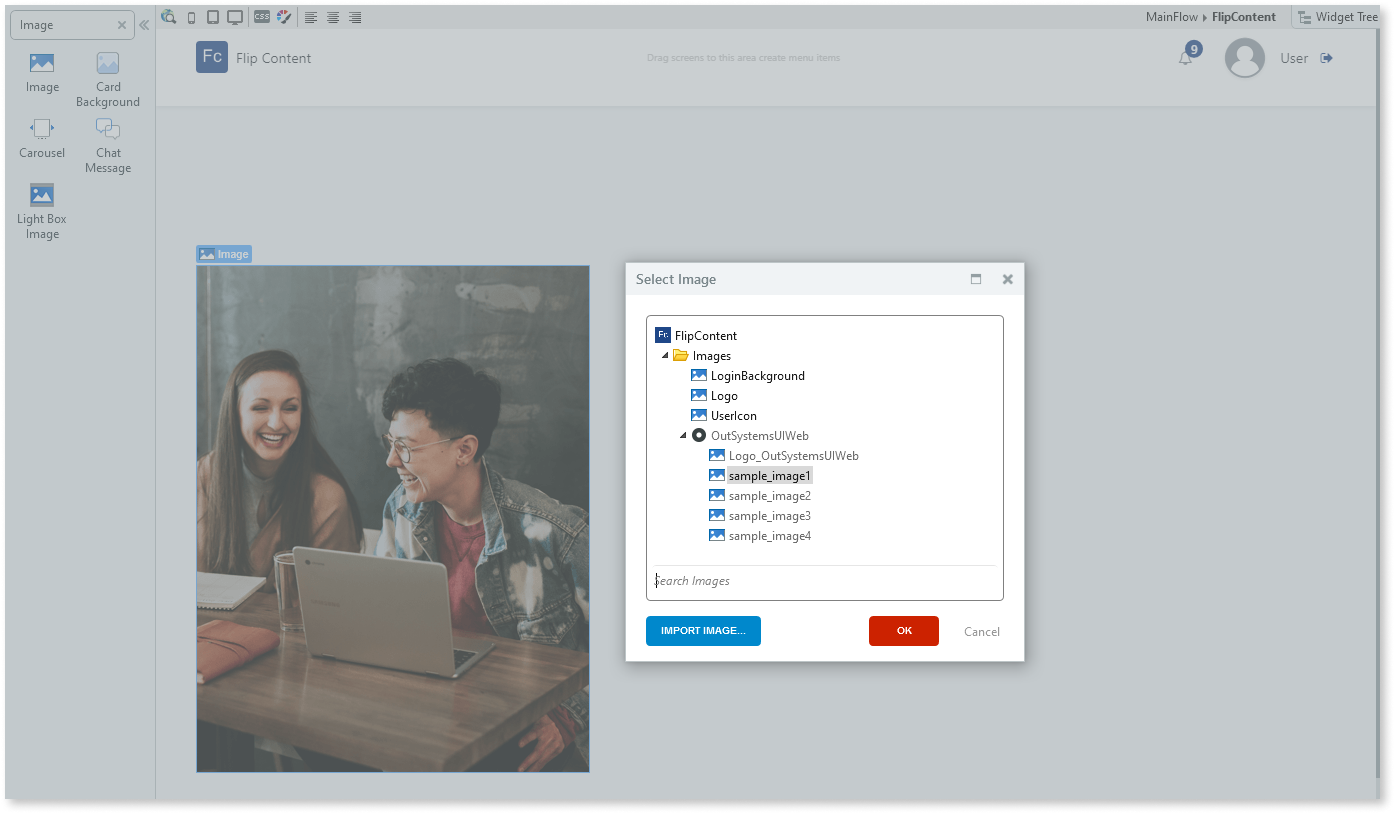 Image
MainFlow
FlipContent
Widget Tree
CSS
Image
Card
Background
Carousel
Chat
Message
Light Box
Image
Fc
Flip Content
Drag screens to this area create menu items
9
User
Image
Select Image
Fc
FlipContent
Images
LoginBackground
Logo
UserIcon
OutSystemsUIWeb
Logo_OutSystemsUIWeb
sample_image1
sample_image2
sample_image3
sample_image4
Search Images
IMPORT IMAGE...
OK
Cancel